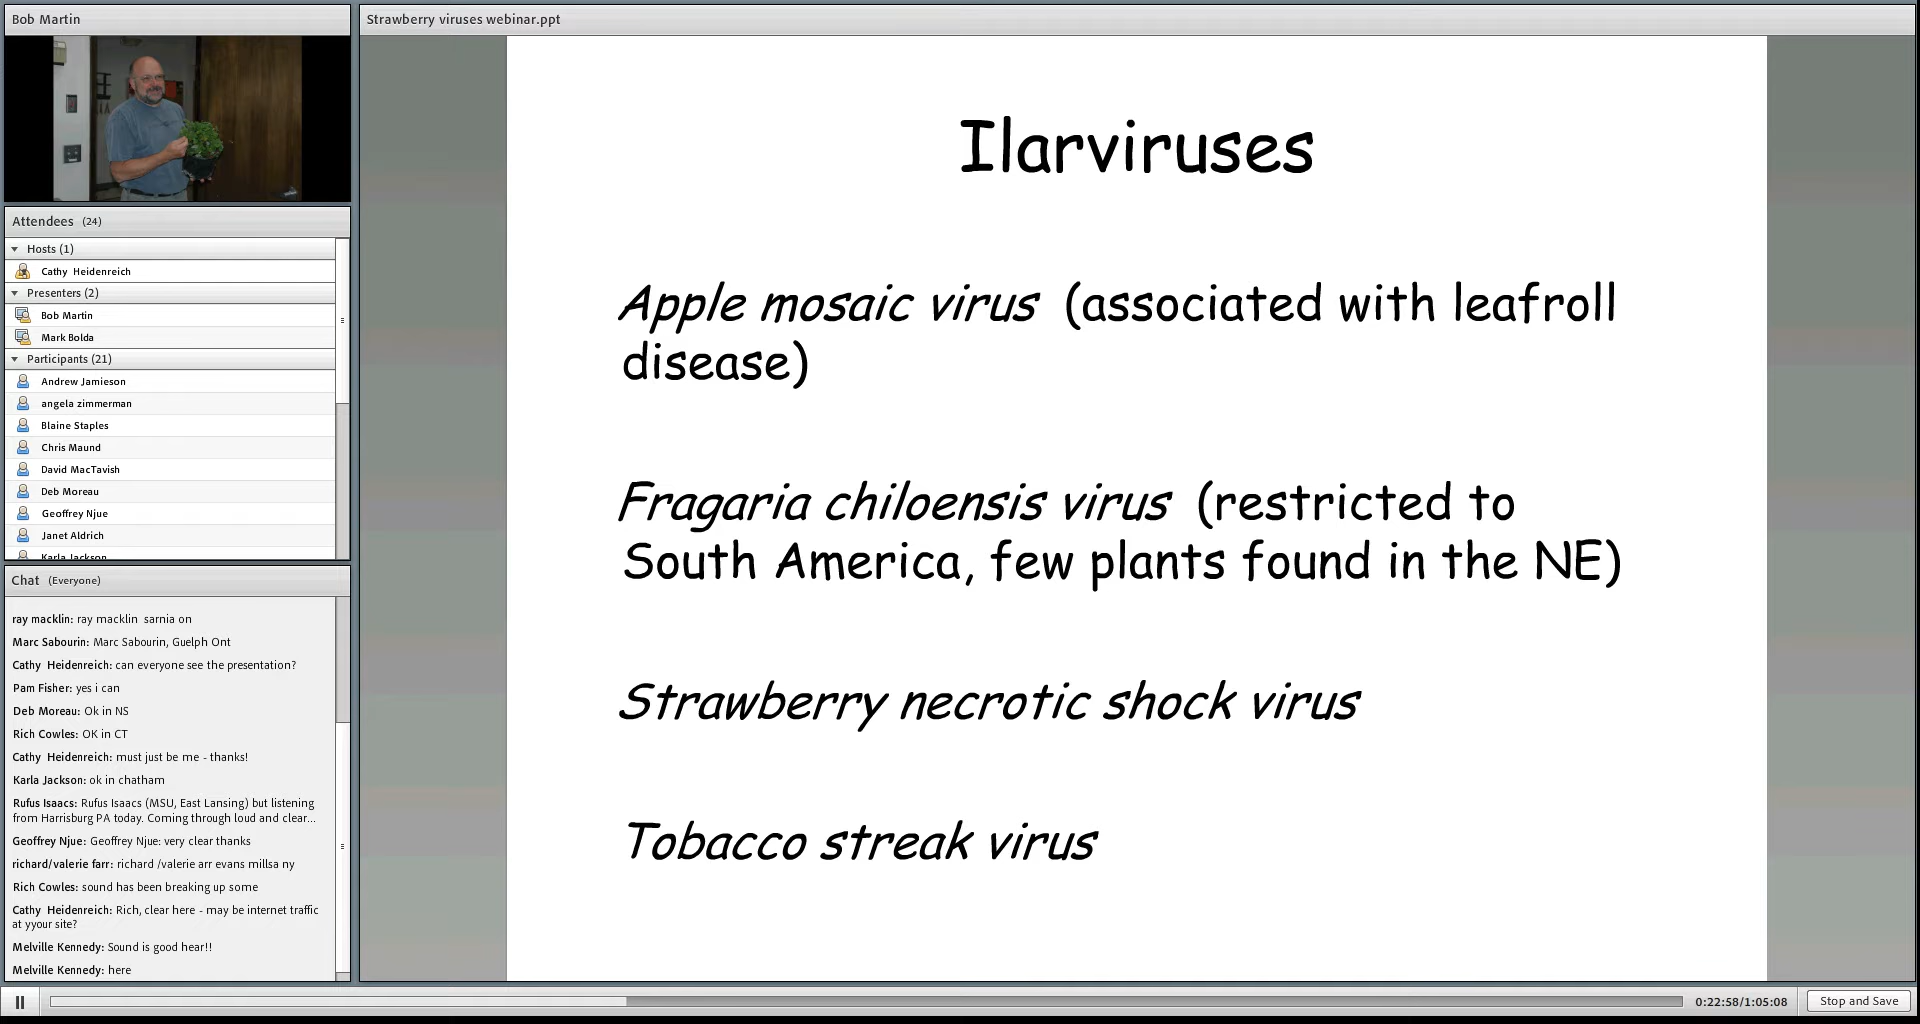 Bob Martin
Strawberry viruses webinar.ppt
Attendees (24)
Hosts (1)
Cathy Heidenreich
Presenters (2)
Bob Martin
Mark Bolda
Participants (21)
Andrew Jamieson
angela zimmerman
Blaine Staples
Chris Maund
David MacTavish
Deb Moreau
Geoffrey Njue
Janet Aldrich
Karla Jackson
Chat (Everyone)
ray macklin: ray macklin sarnia on
Marc Sabourin: Marc Sabourin, Guelph Ont
Cathy Heidenreich: can everyone see the presentation?
Pam Fisher: yes i can
Deb Moreau: Ok in NS
Rich Cowles: OK in CT
Cathy Heidenreich: must just be me - thanks!
Karla Jackson: ok in chatham
Rufus Isaacs: Rufus Isaacs (MSU, East Lansing) but listening
from Harrisburg PA today. Coming through loud and clear...
Geoffrey Njue: Geoffrey Njue: very clear thanks
richard/valerie farr: richard /valerie arr evans millsa ny
Rich Cowles: sound has been breaking up some
Cathy Heidenreich: Rich, clear here - may be internet traffic
at yyour site?
Melville Kennedy: Sound is good hear!!
Melville Kennedy: here
Ilarviruses
Apple mosaic virus (associated with leafroll
disease)
Fragaria chiloensis virus (restricted to
South America, few plants found in the NE)
Strawberry necrotic shock virus
Tobacco streak virus
0:22:58/1:05:08
Stop and Save